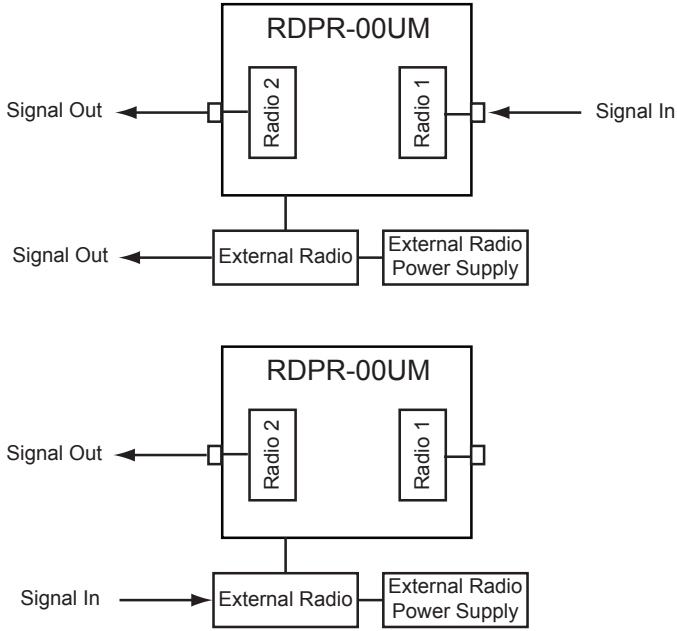 RDPR-00UM
Radio 2
Radio 1
Signal Out
Signal In
Signal Out
External Radio
External Radio
Power Supply
RDPR-00UM
Radio 2
Radio 1
Signal Out
Signal In
External Radio
External Radio
Power Supply